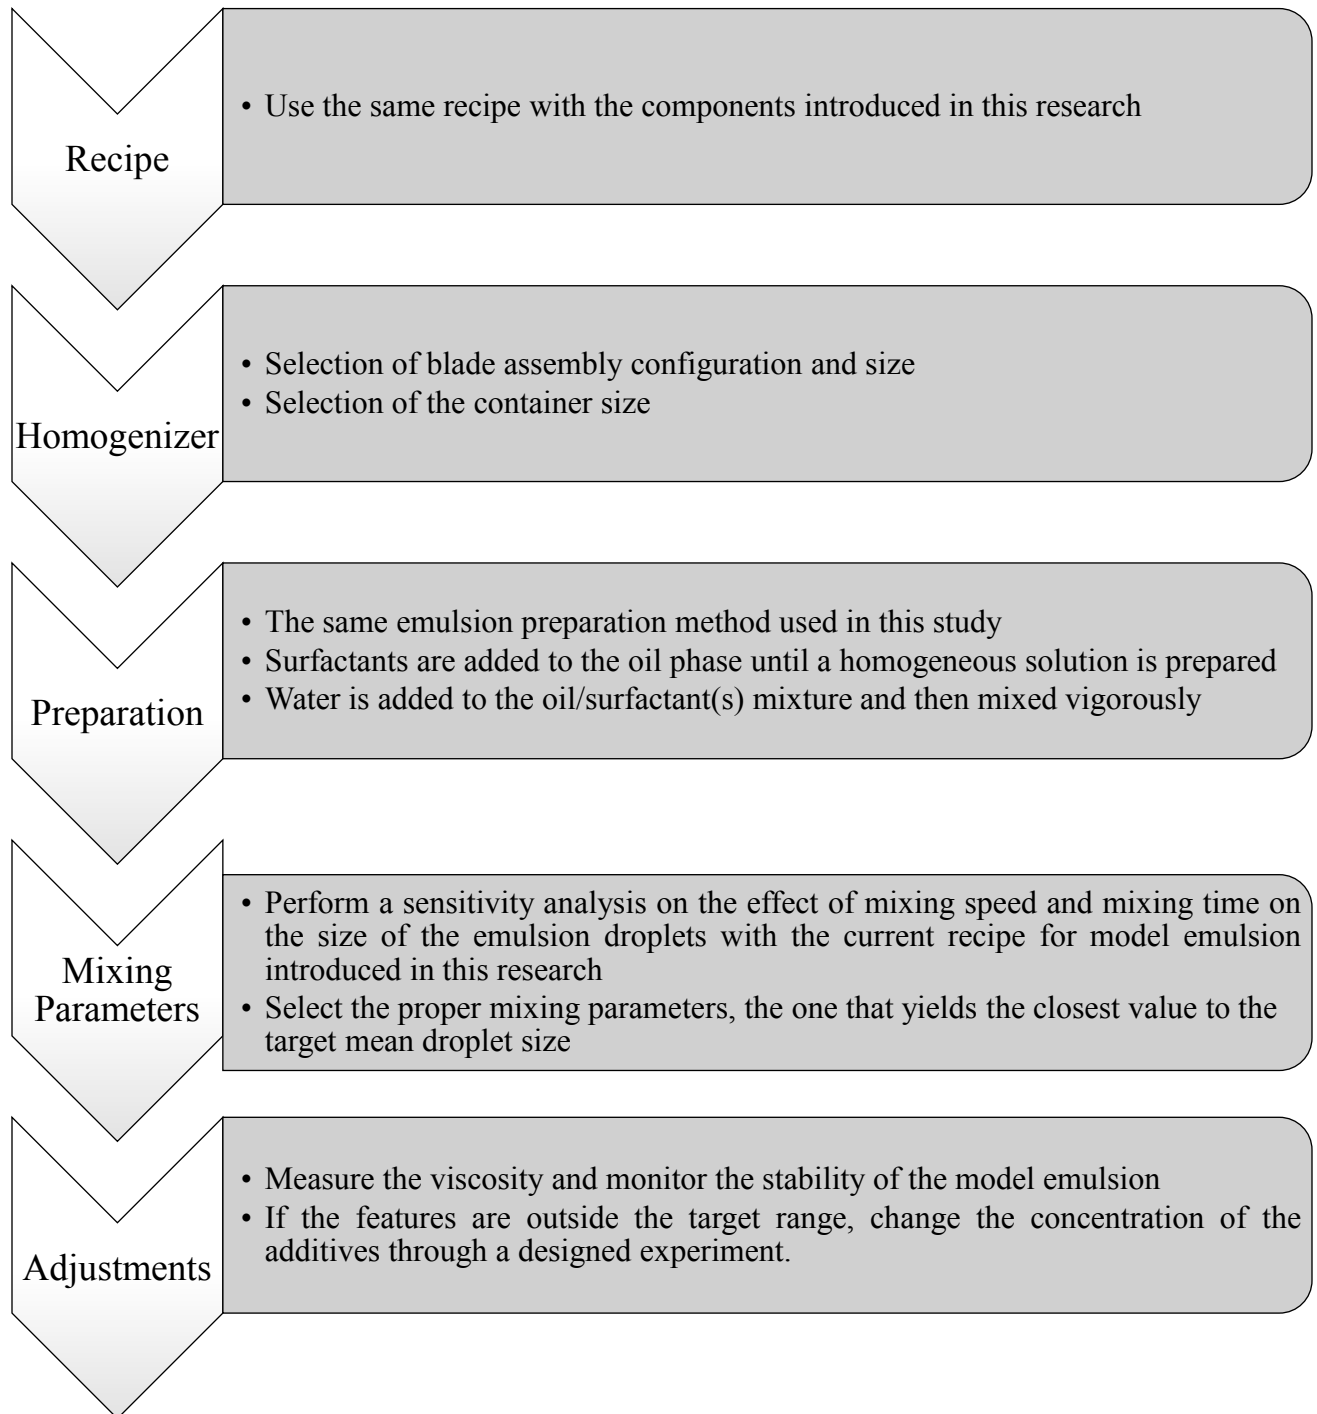 Recipe
• Use the same recipe with the components introduced in this research
Homogenizer
• Selection of blade assembly configuration and size
• Selection of the container size
Preparation
• The same emulsion preparation method used in this study
• Surfactants are added to the oil phase until a homogeneous solution is prepared
• Water is added to the oil/surfactant(s) mixture and then mixed vigorously
Mixing
Parameters
• Perform a sensitivity analysis on the effect of mixing speed and mixing time on
the size of the emulsion droplets with the current recipe for model emulsion
introduced in this research
• Select the proper mixing parameters, the one that yields the closest value to the
target mean droplet size
Adjustments
• Measure the viscosity and monitor the stability of the model emulsion
• If the features are outside the target range, change the concentration of the
additives through a designed experiment.